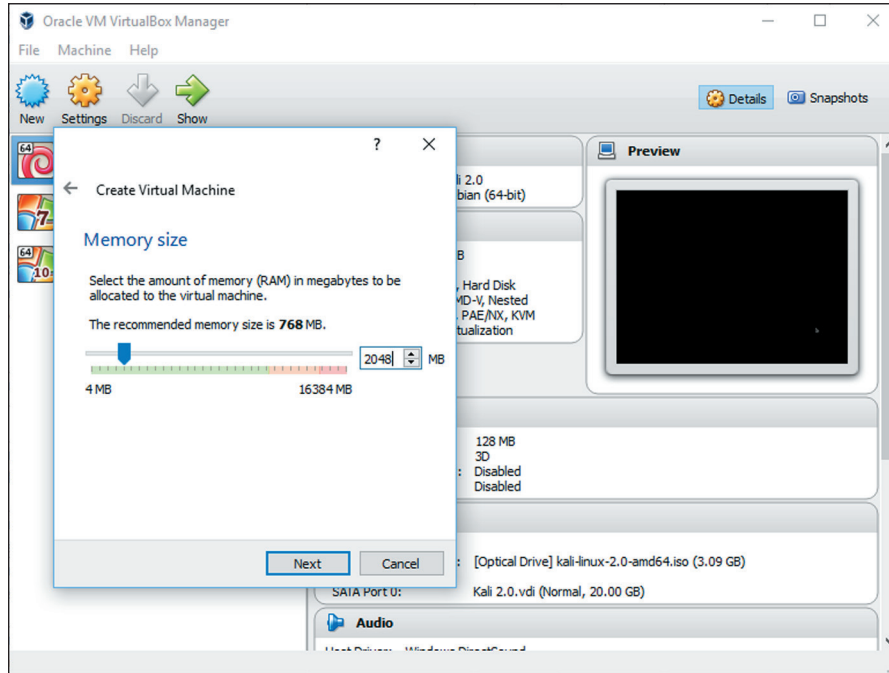 Oracle VM VirtualBox Manager
File Machine Help
New Settings Discard Show
Details Snapshots
64
7
64
10
? 
Create Virtual Machine
Memory size
Select the amount of memory (RAM) in megabytes to be
allocated to the virtual machine.
The recommended memory size is 768 MB.
2048 MB
4 MB 16384 MB
Next Cancel
Preview
2.0
(64-bit)
B
, Hard Disk
, Nested
, PAE/NX, KVM
128 MB
3D
: Disabled
Disabled
: [Optical Drive] kali-linux-2.0-amd64.iso (3.09 GB)
SATA Port 0: Kali 2.0.vdi (Normal, 20.00 GB)
Audio